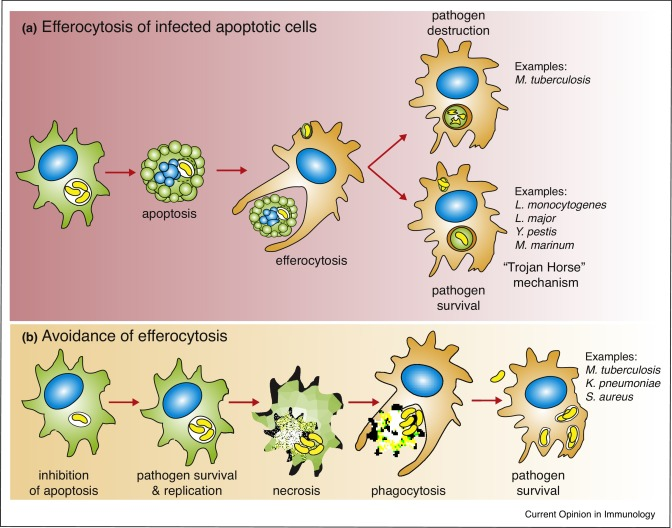 (a) Efferocytosis of infected apoptotic cells
pathogen
destruction
Examples:
M. tuberculosis
apoptosis
efferocytosis
Examples:
L. monocytogenes
L. major
Y. pestis
M. marinum
“Trojan Horse”
mechanism
pathogen
survival
(b) Avoidance of efferocytosis
Examples:
M. tuberculosis
K. pneumoniae
S. aureus
inhibition
of apoptosis
pathogen survival
& replication
necrosis
phagocytosis
pathogen
survival
Current Opinion in Immunology